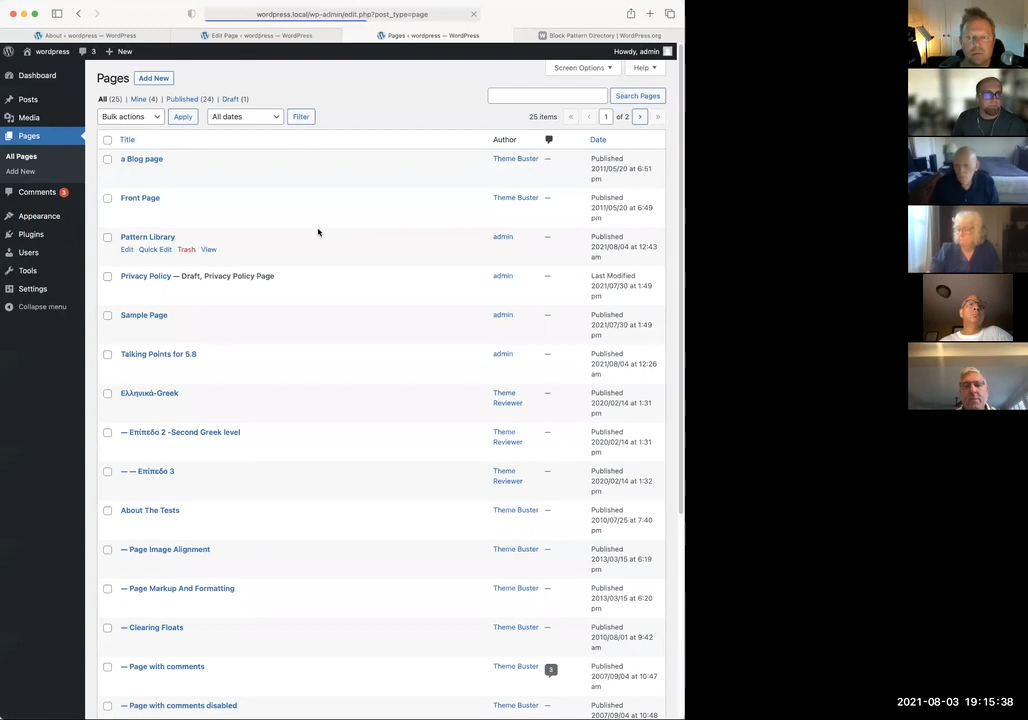 wordpress.local/wp-admin/edit.php?post_type=page
About ‹ wordpress — WordPress
Edit Page ‹ wordpress — WordPress
Pages ‹ wordpress — WordPress
Block Pattern Directory | WordPress.org
wordpress 3 + New
Howdy, admin
Dashboard
Posts
Media
Pages
All Pages
Add New
Comments 3
Appearance
Plugins
Users
Tools
Settings
Collapse menu
Screen Options Help
Pages Add New
All (25) | Mine (4) | Published (24) | Draft (1)
Search Pages
Bulk actions Apply All dates Filter
25 items « ‹ 1 of 2 › »
Title Author Date
a Blog page Theme Buster — Published
2011/05/20 at 6:51
pm
Front Page Theme Buster — Published
2011/05/20 at 6:49
pm
Pattern Library admin — Published
Edit | Quick Edit | Trash | View 2021/08/04 at 12:43
am
Privacy Policy — Draft, Privacy Policy Page admin — Last Modified
2021/07/30 at 1:49
pm
Sample Page admin — Published
2021/07/30 at 1:49
pm
Talking Points for 5.8 admin — Published
2021/08/04 at 12:26
am
Ελληνικά-Greek Theme — Published
Reviewer 2020/02/14 at 1:31
pm
— Επίπεδο 2 -Second Greek level Theme — Published
Reviewer 2020/02/14 at 1:31
pm
— — Επίπεδο 3 Theme — Published
Reviewer 2020/02/14 at 1:32
pm
About The Tests Theme Buster — Published
2010/07/25 at 7:40
pm
— Page Image Alignment Theme Buster — Published
2013/03/15 at 6:19
pm
— Page Markup And Formatting Theme Buster — Published
2013/03/15 at 6:20
pm
— Clearing Floats Theme Buster — Published
2010/08/01 at 9:42
am
— Page with comments Theme Buster 3 Published
2007/09/04 at 10:47
am
— Page with comments disabled Theme Buster — Published
2007/09/04 at 10:48
2021-08-03 19:15:38